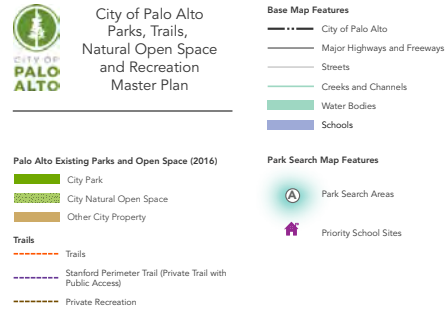 CITY OF
PALO
ALTO
City of Palo Alto
Parks, Trails,
Natural Open Space
and Recreation
Master Plan
Palo Alto Existing Parks and Open Space (2016)
City Park
City Natural Open Space
Other City Property
Trails
Trails
Stanford Perimeter Trail (Private Trail with
Public Access)
Private Recreation
Base Map Features
City of Palo Alto
Major Highways and Freeways
Streets
Creeks and Channels
Water Bodies
Schools
Park Search Map Features
A
Park Search Areas
Priority School Sites